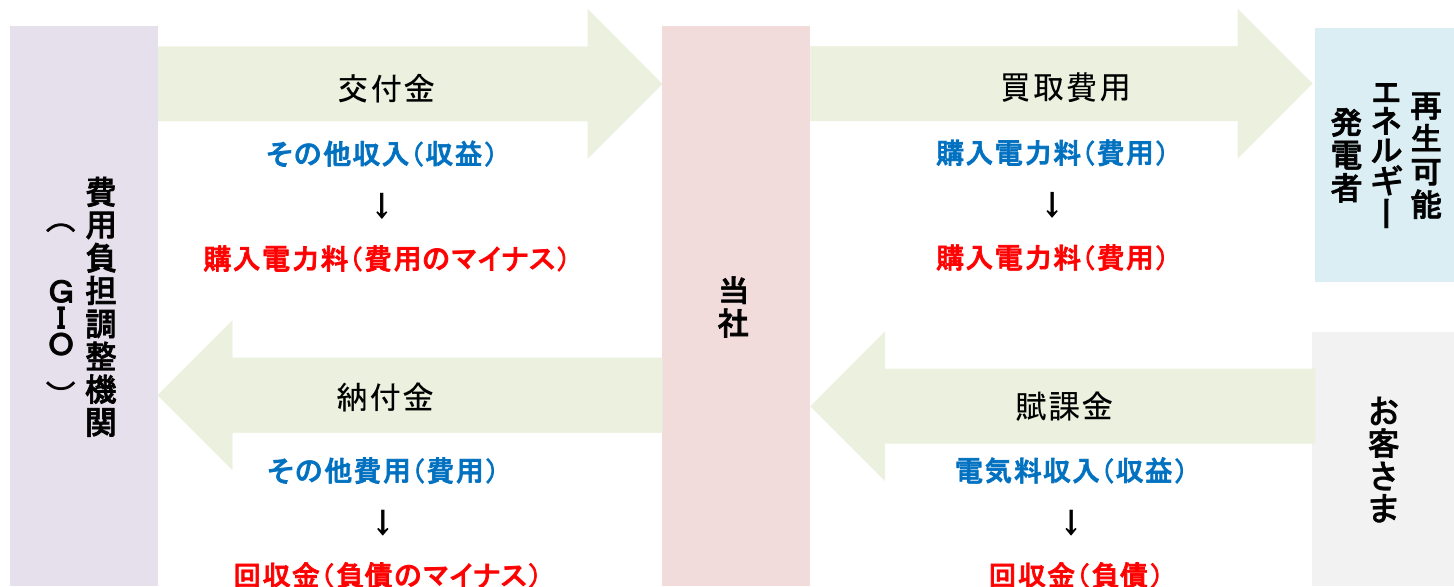 費用負担調整機関
（ＧＩＯ）
交付金
その他収入（収益）
↓
購入電力料（費用のマイナス）
納付金
その他費用（費用）
↓
回収金（負債のマイナス）
当社
買取費用
購入電力料（費用）
↓
購入電力料（費用）
賦課金
電気料収入（収益）
↓
回収金（負債）
再生可能
エネルギー
発電者
お客さま